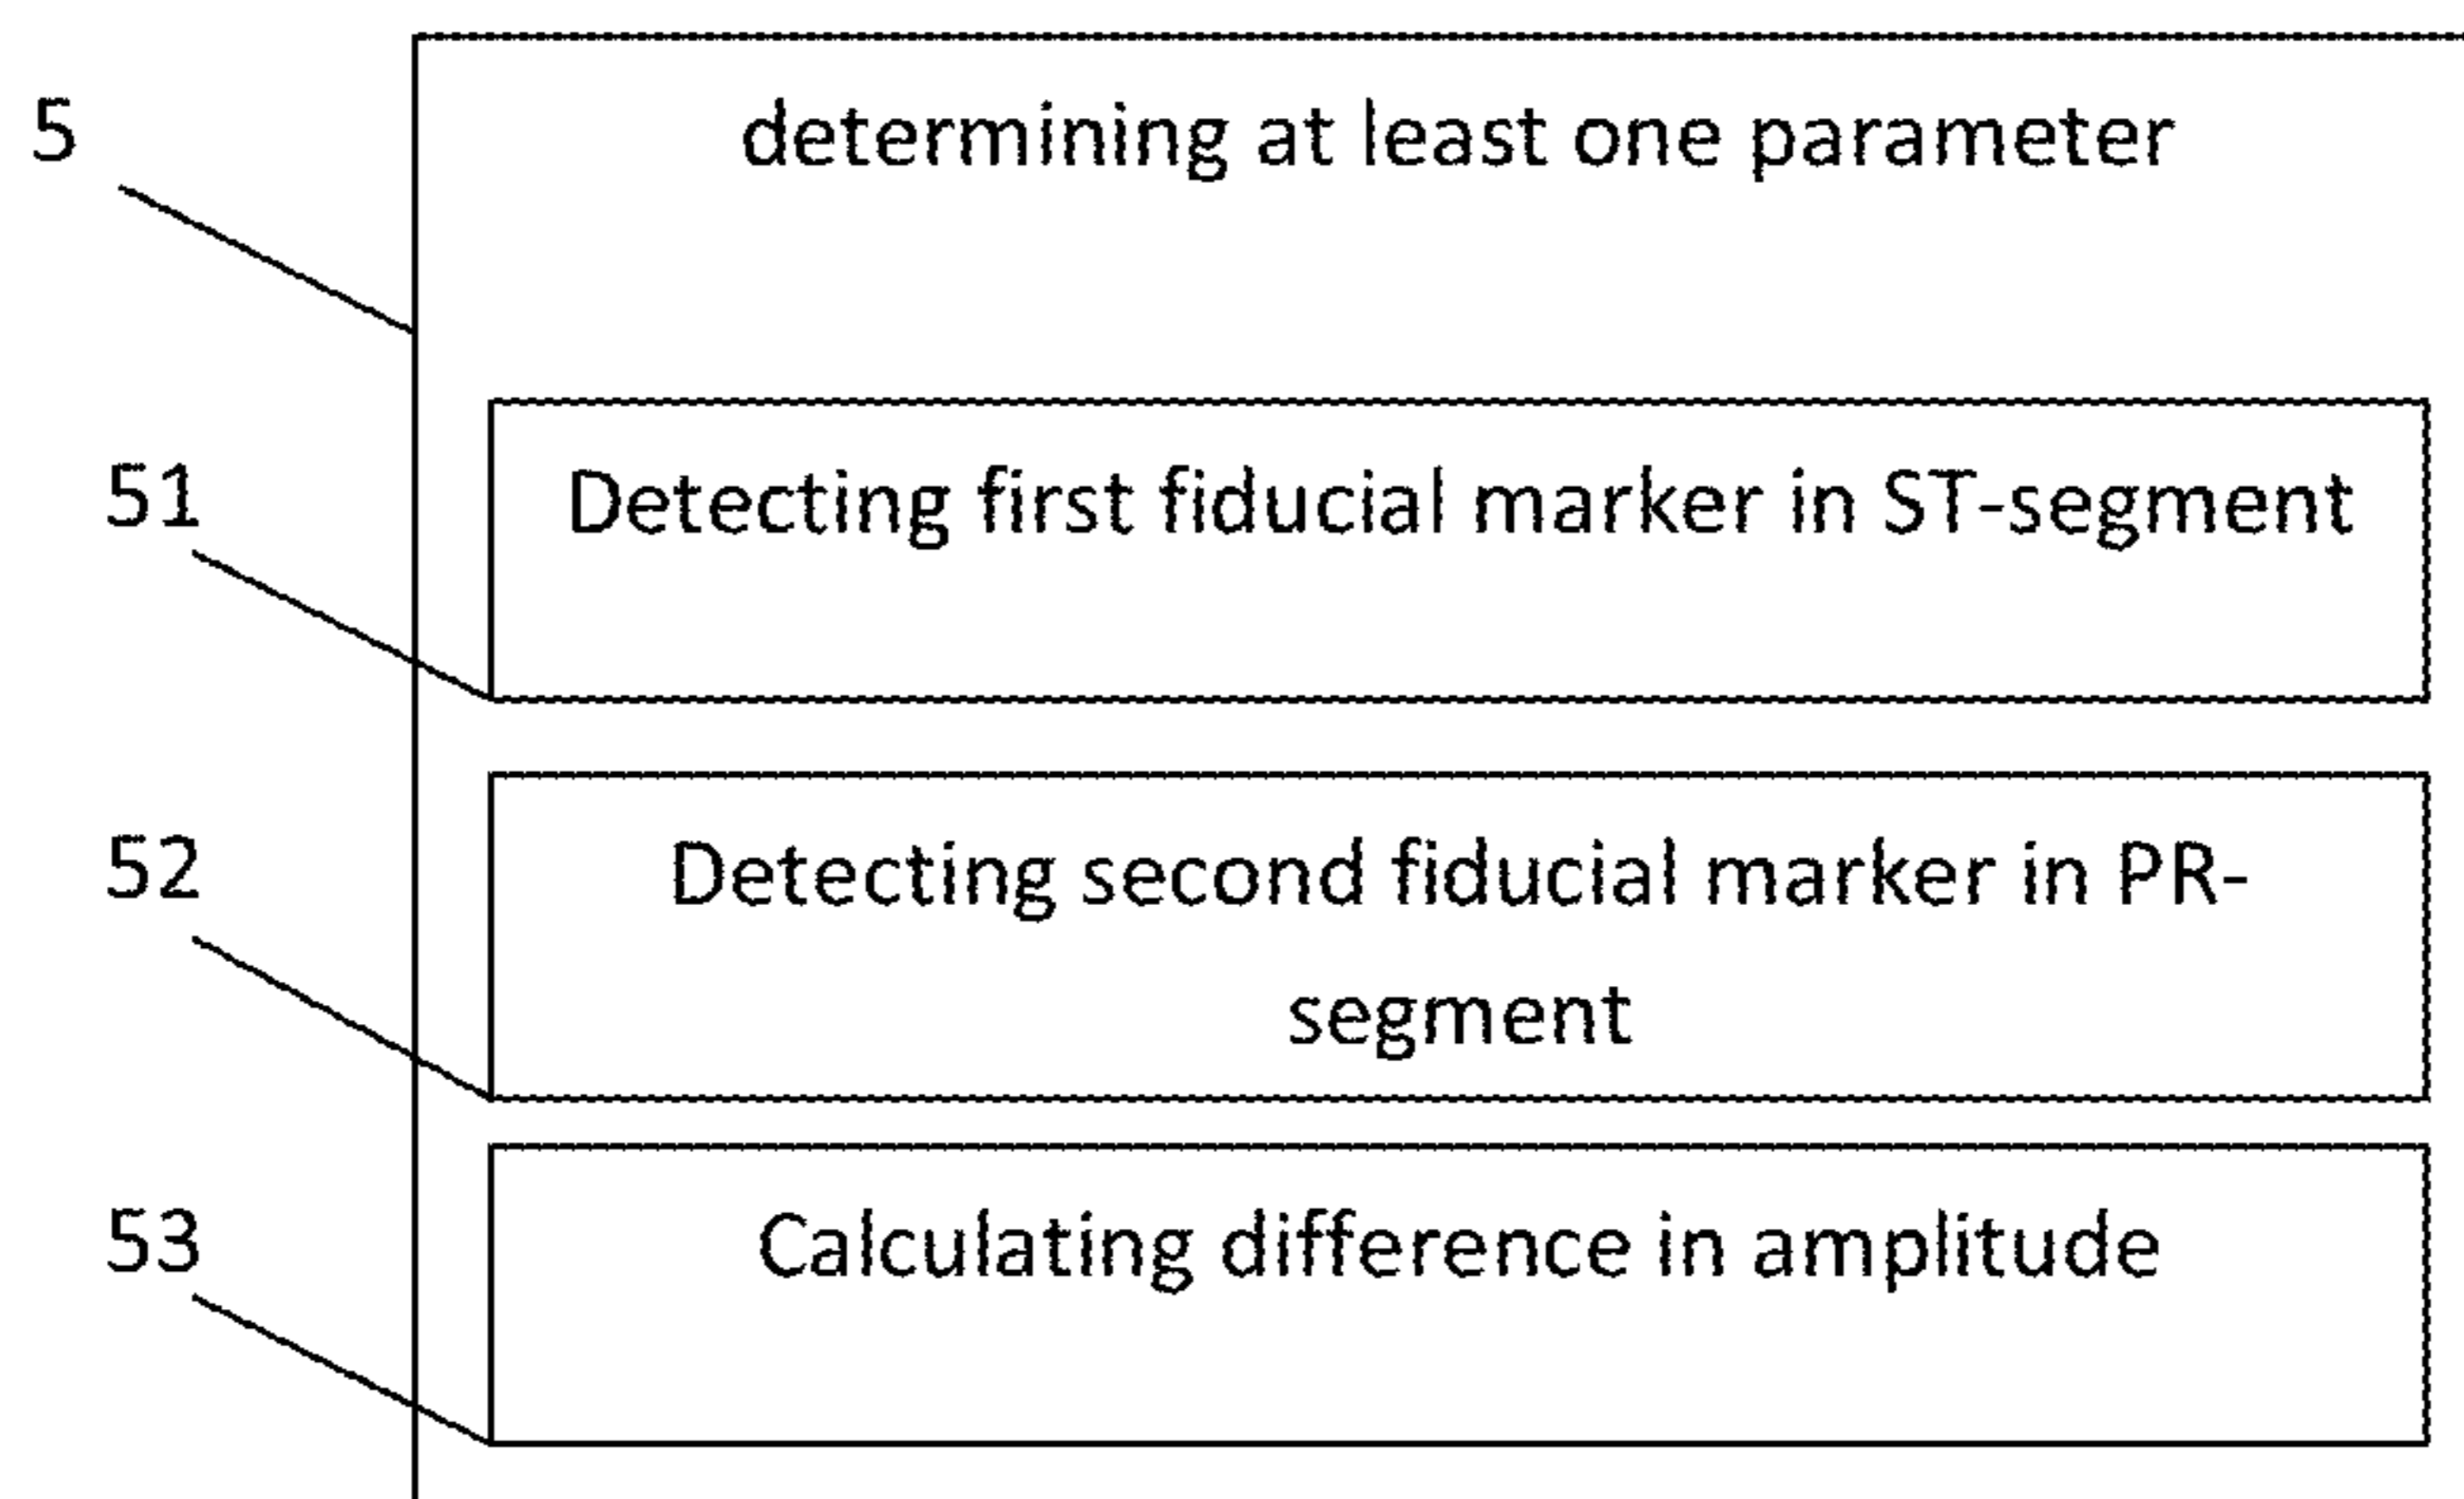 5
determining at least one parameter
51
Detecting first fiducial marker in ST-segment
52
Detecting second fiducial marker in PR-
segment
53
Calculating difference in amplitude